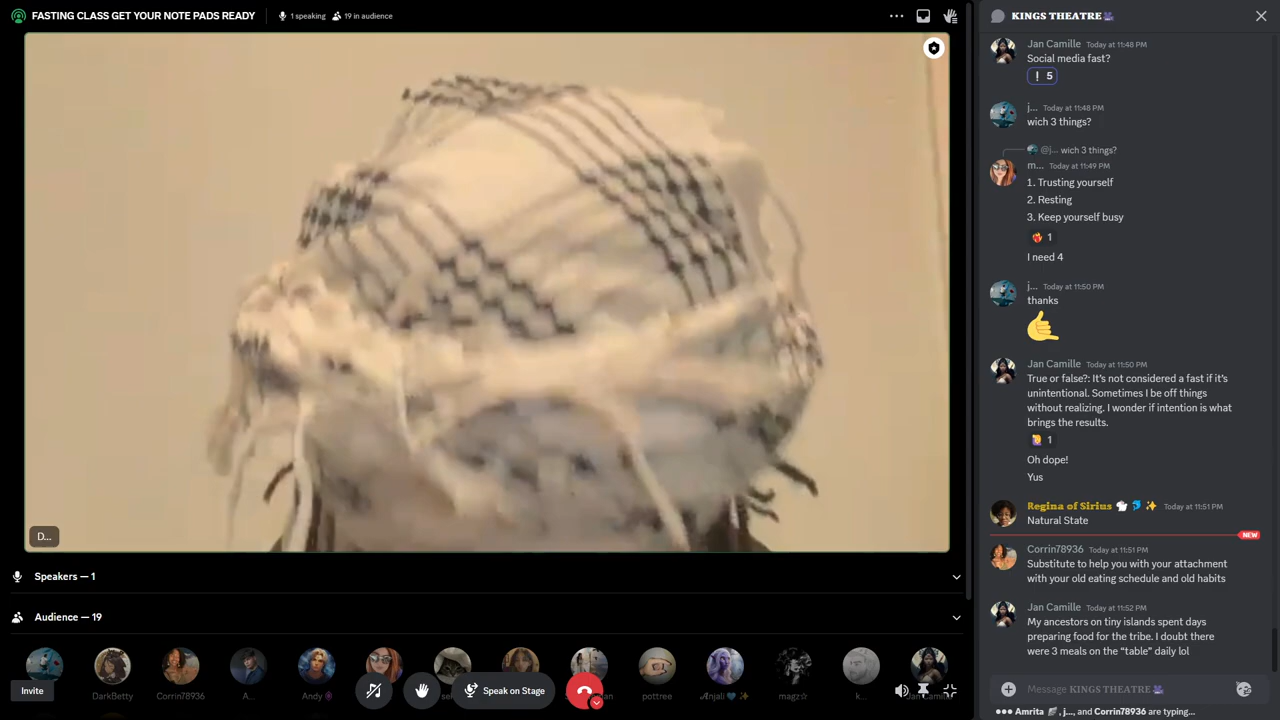 FASTING CLASS GET YOUR NOTE PADS READY
1 speaking
19 in audience
D...
Speakers — 1
Audience — 19
DarkBetty
Corrin78936
A...
Andy
pottree
Anjali
magz☆
k...
Invite
Speak on Stage
KINGS THEATRE
Jan Camille Today at 11:48 PM
Social media fast?
5
j... Today at 11:48 PM
wich 3 things?
@j... wich 3 things?
m... Today at 11:49 PM
1. Trusting yourself
2. Resting
3. Keep yourself busy
1
I need 4
j... Today at 11:50 PM
thanks
Jan Camille Today at 11:50 PM
True or false?: It's not considered a fast if it's
unintentional. Sometimes I be off things
without realizing. I wonder if intention is what
brings the results.
1
Oh dope!
Yus
Regina of Sirius Today at 11:51 PM
Natural State
NEW
Corrin78936 Today at 11:51 PM
Substitute to help you with your attachment
with your old eating schedule and old habits
Jan Camille Today at 11:52 PM
My ancestors on tiny islands spent days
preparing food for the tribe. I doubt there
were 3 meals on the “table” daily lol
Message KINGS THEATRE
Amrita, j..., and Corrin78936 are typing...